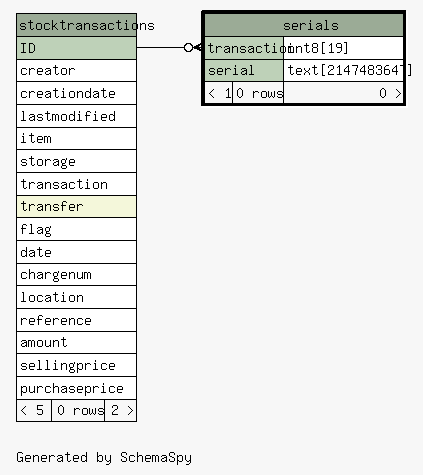 stocktransactions
ID
creator
creationdate
lastmodified
item
storage
transaction
transfer
flag
date
chargenum
location
reference
amount
sellingprice
purchaseprice
< 5 0 rows 2 >
serials
transaction int8[19]
serial text[2147483647]
< 1 0 rows 0 >
Generated by SchemaSpy